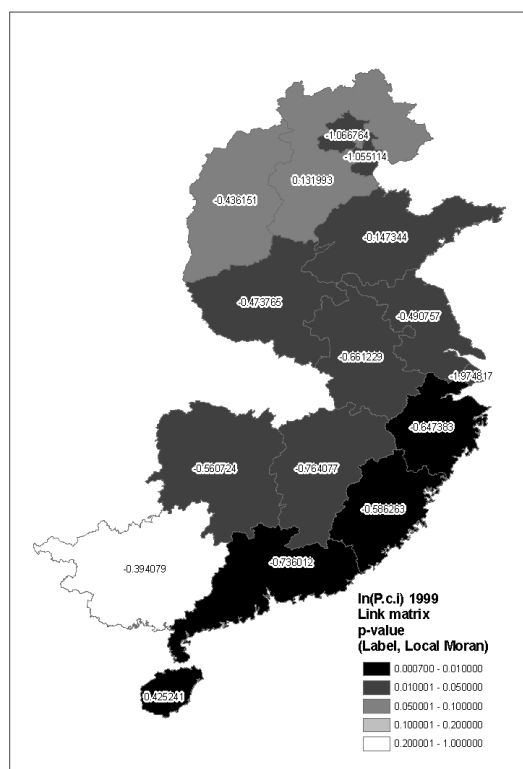 -1.066764
-1.055114
0.131993
-0.436151
-0.147344
-0.473765
-0.490757
-0.661229
-1.974817
-0.647383
-0.560724
-0.764077
-0.586263
-0.394079
-0.736012
0.425241
ln(P.c.i) 1999
Link matrix
p-value
(Label, Local Moran)
0.000700 - 0.010000
0.010001 - 0.050000
0.050001 - 0.100000
0.100001 - 0.200000
0.200001 - 1.000000